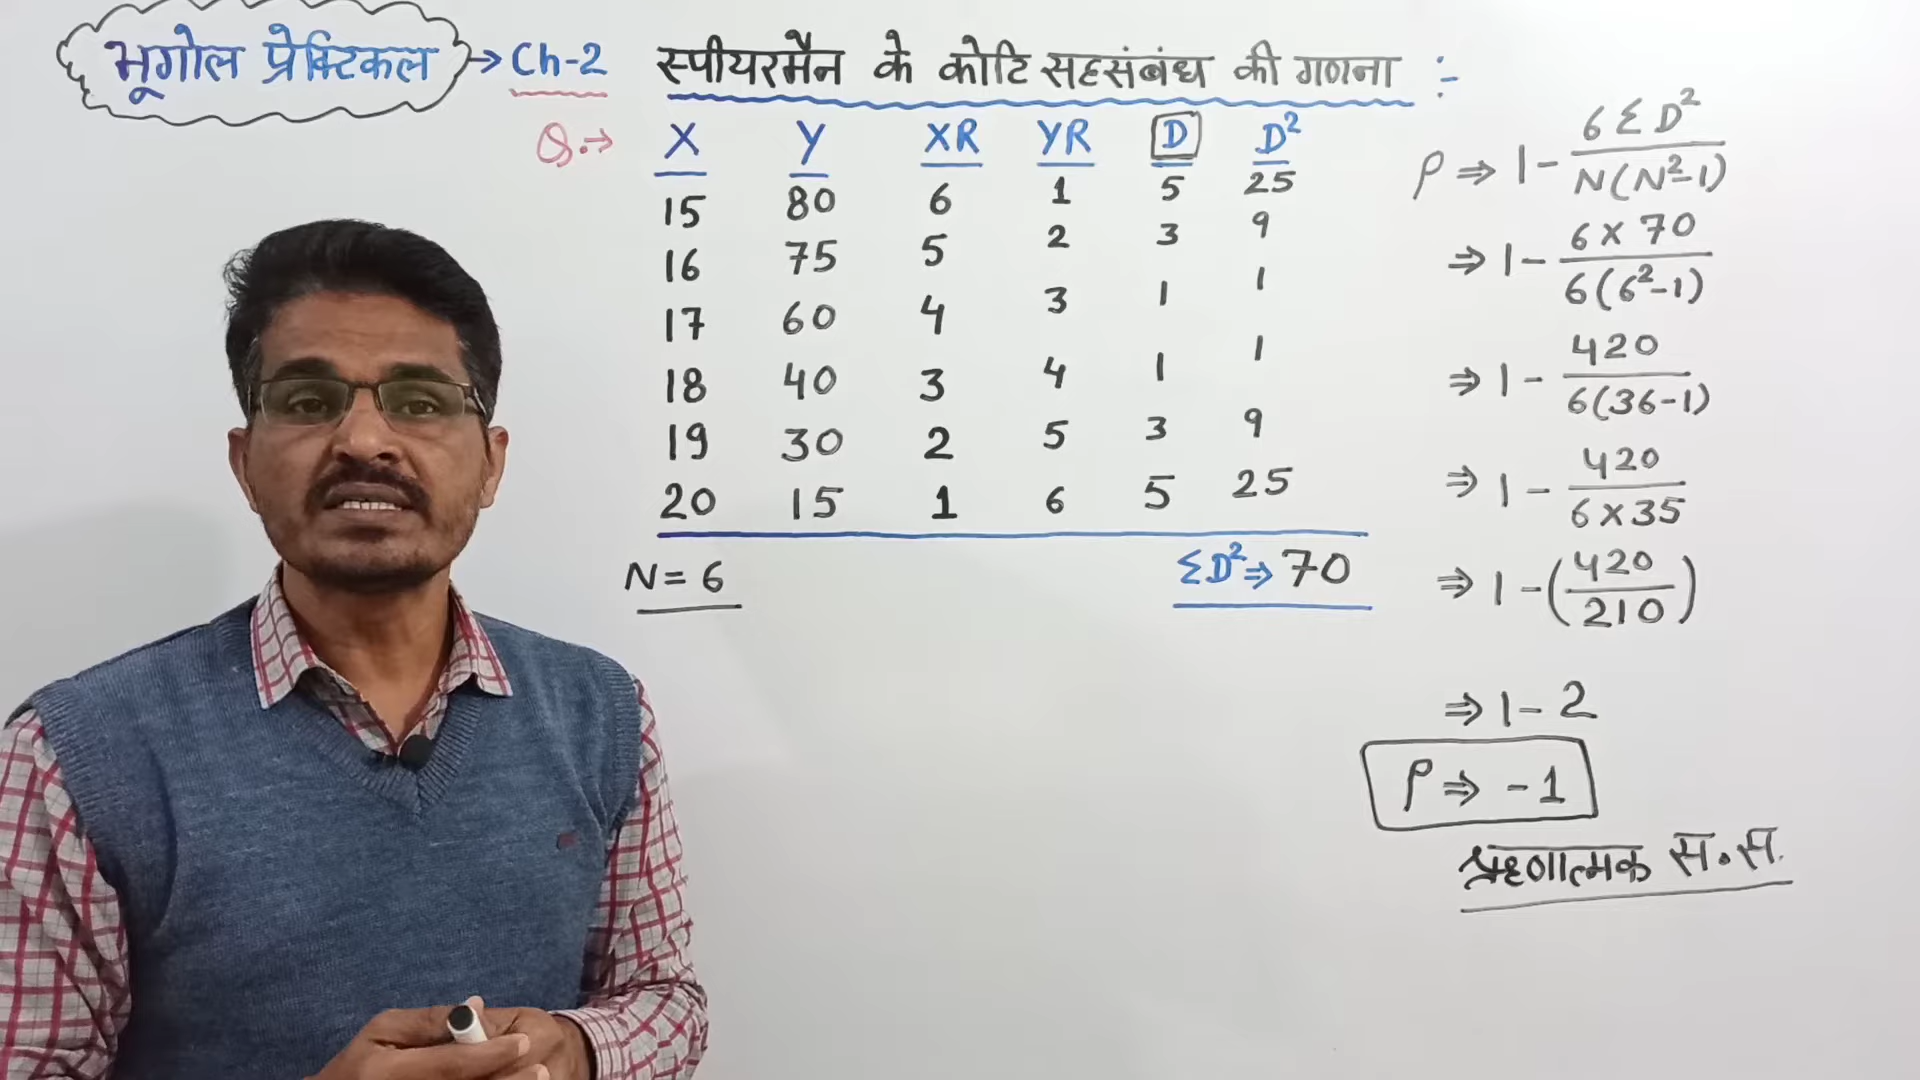 भूगोल प्रेक्टिकल → Ch-2 स्पीयरमैन के कोटि सहसंबंध की गणना :-
Q.→ X Y XR YR D D²
15 80 6 1 5 25
16 75 5 2 3 9
17 60 4 3 1 1
18 40 3 4 1 1
19 30 2 5 3 9
20 15 1 6 5 25
N = 6 ΣD² ⇒ 70
ρ ⇒ 1 - 6ΣD² / N(N²-1)
⇒ 1 - 6 x 70 / 6(6²-1)
⇒ 1 - 420 / 6(36-1)
⇒ 1 - 420 / 6 x 35
⇒ 1 - (420 / 210)
⇒ 1 - 2
ρ ⇒ -1
ऋणात्मक स.स.